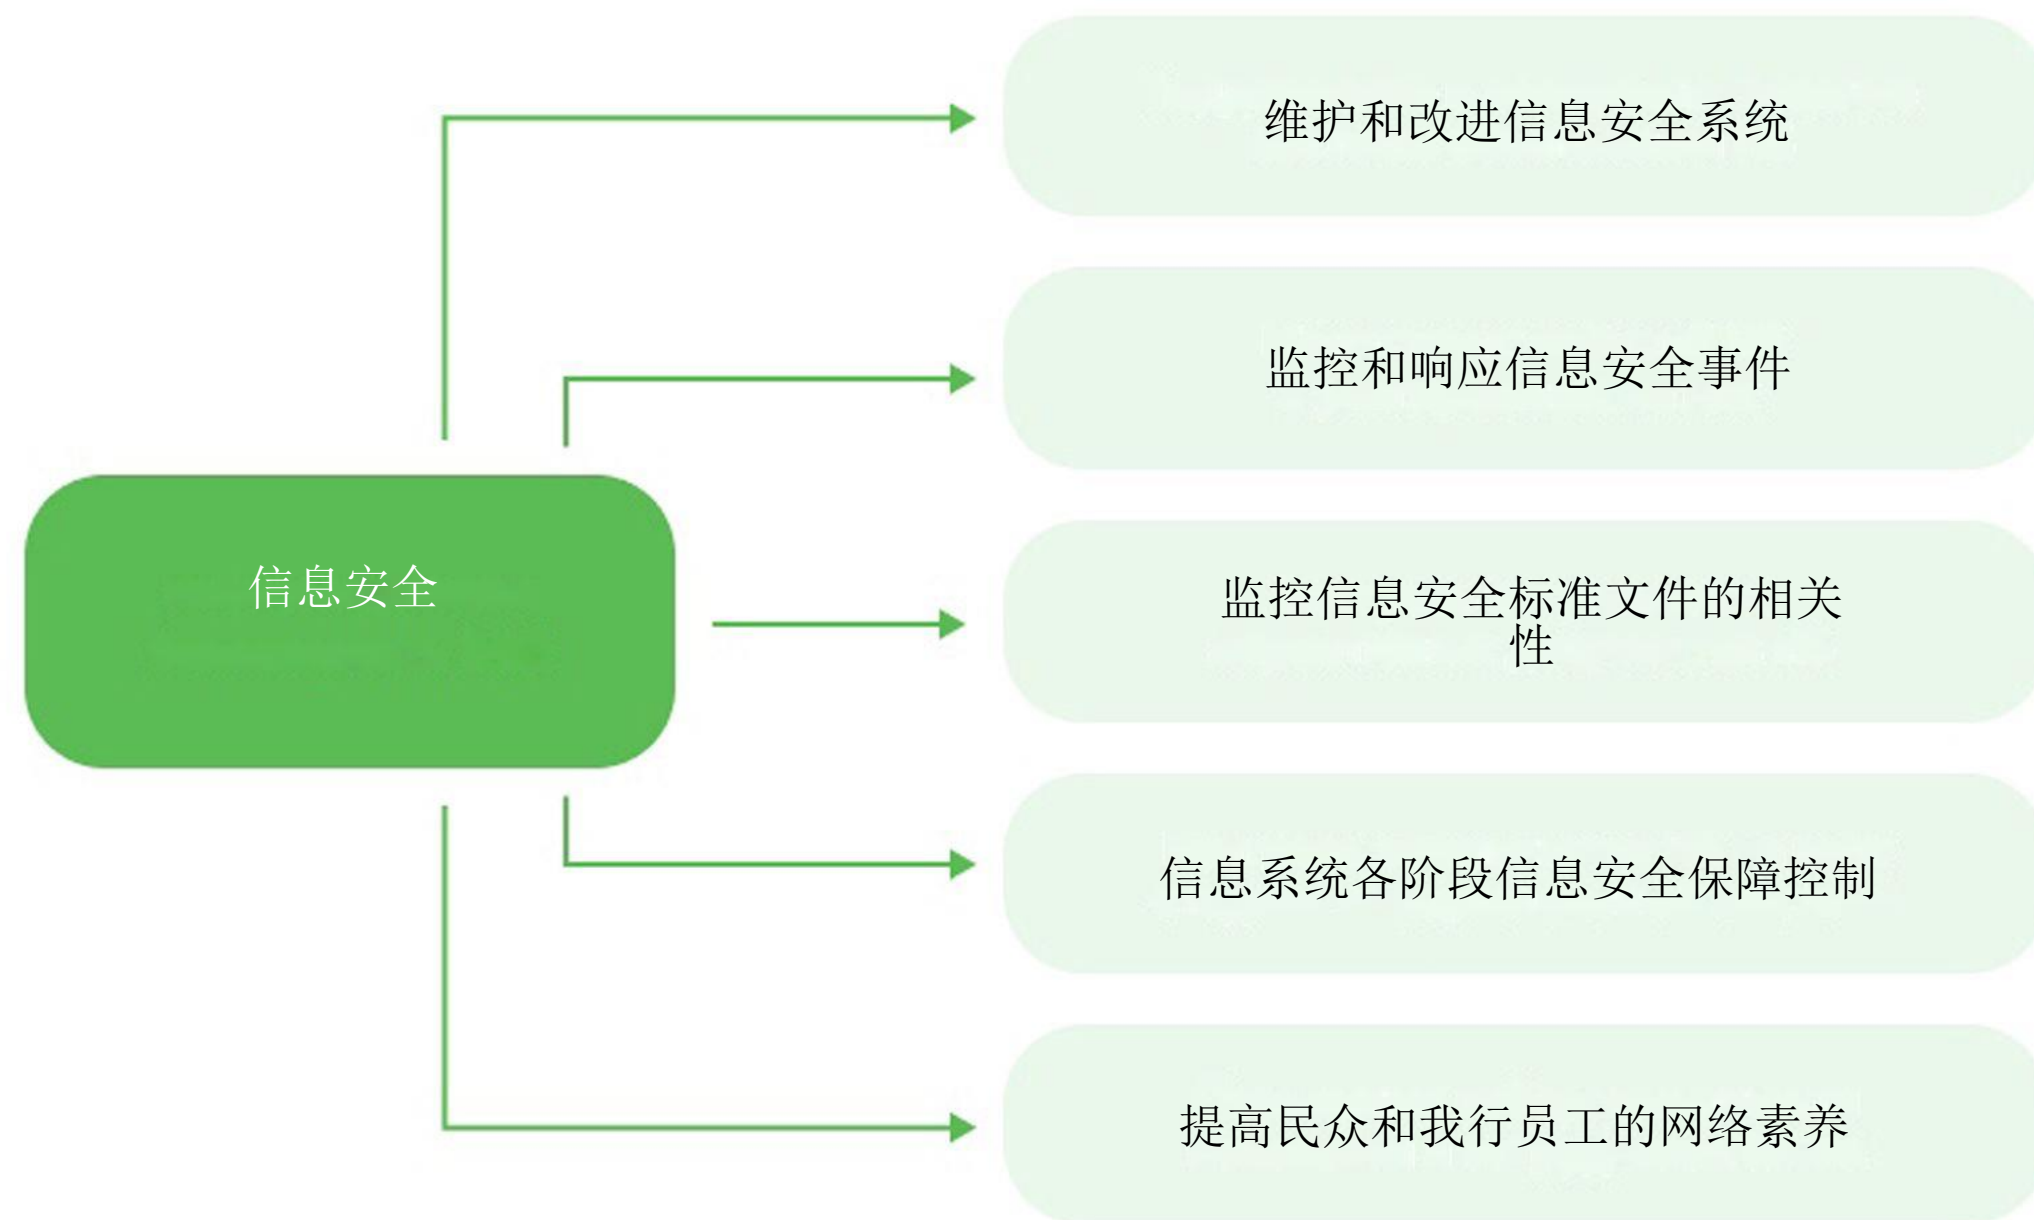 维护和改进信息安全系统
监控和响应信息安全事件
信息安全
监控信息安全标准文件的相关
性
信息系统各阶段信息安全保障控制
提高民众和我行员工的网络素养